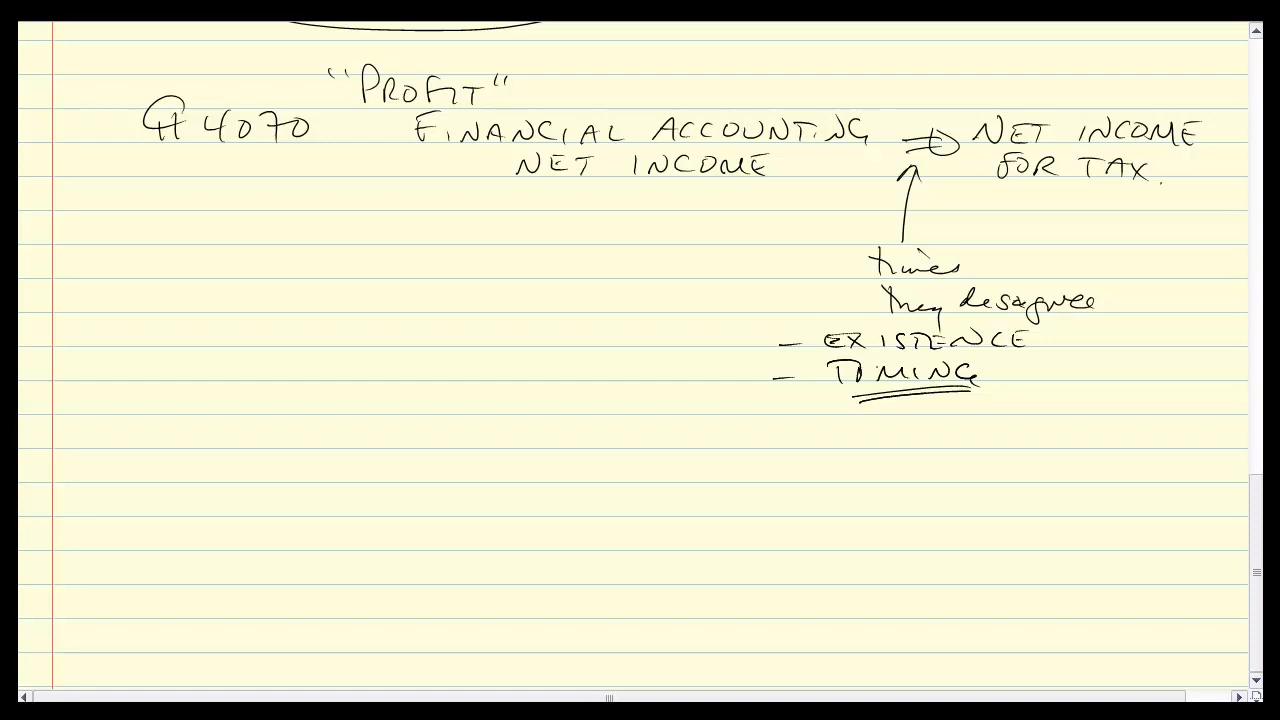 "PROFIT"
¶ 4070 FINANCIAL ACCOUNTING ⇒ NET INCOME
NET INCOME FOR TAX.
times
they disagree
- EXISTENCE
- TIMING